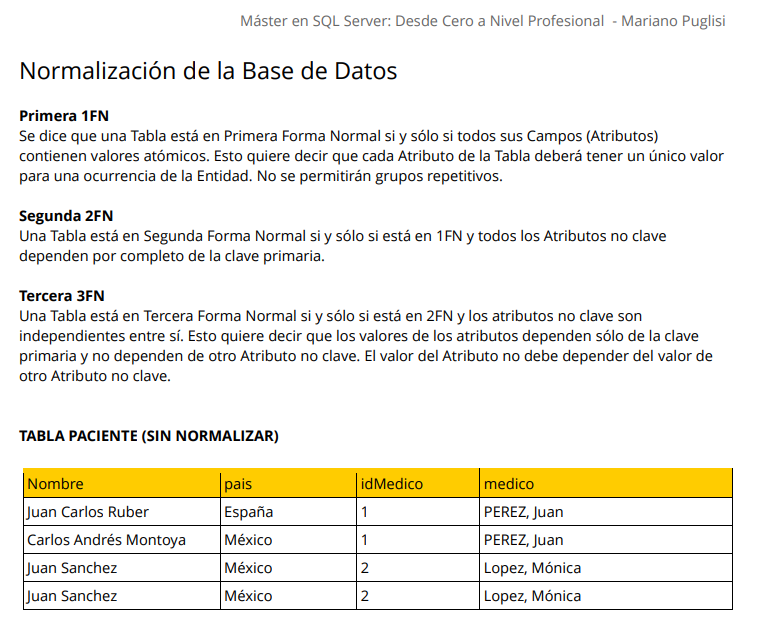 Máster en SQL Server: Desde Cero a Nivel Profesional - Mariano Puglisi
Normalización de la Base de Datos
Primera 1FN
Se dice que una Tabla está en Primera Forma Normal si y sólo si todos sus Campos (Atributos)
contienen valores atómicos. Esto quiere decir que cada Atributo de la Tabla deberá tener un único valor
para una ocurrencia de la Entidad. No se permitirán grupos repetitivos.
Segunda 2FN
Una Tabla está en Segunda Forma Normal si y sólo si está en 1FN y todos los Atributos no clave
dependen por completo de la clave primaria.
Tercera 3FN
Una Tabla está en Tercera Forma Normal si y sólo si está en 2FN y los atributos no clave son
independientes entre sí. Esto quiere decir que los valores de los atributos dependen sólo de la clave
primaria y no dependen de otro Atributo no clave. El valor del Atributo no debe depender del valor de
otro Atributo no clave.
TABLA PACIENTE (SIN NORMALIZAR)
Nombre pais idMedico medico
Juan Carlos Ruber España 1 PEREZ, Juan
Carlos Andrés Montoya México 1 PEREZ, Juan
Juan Sanchez México 2 Lopez, Mónica
Juan Sanchez México 2 Lopez, Mónica